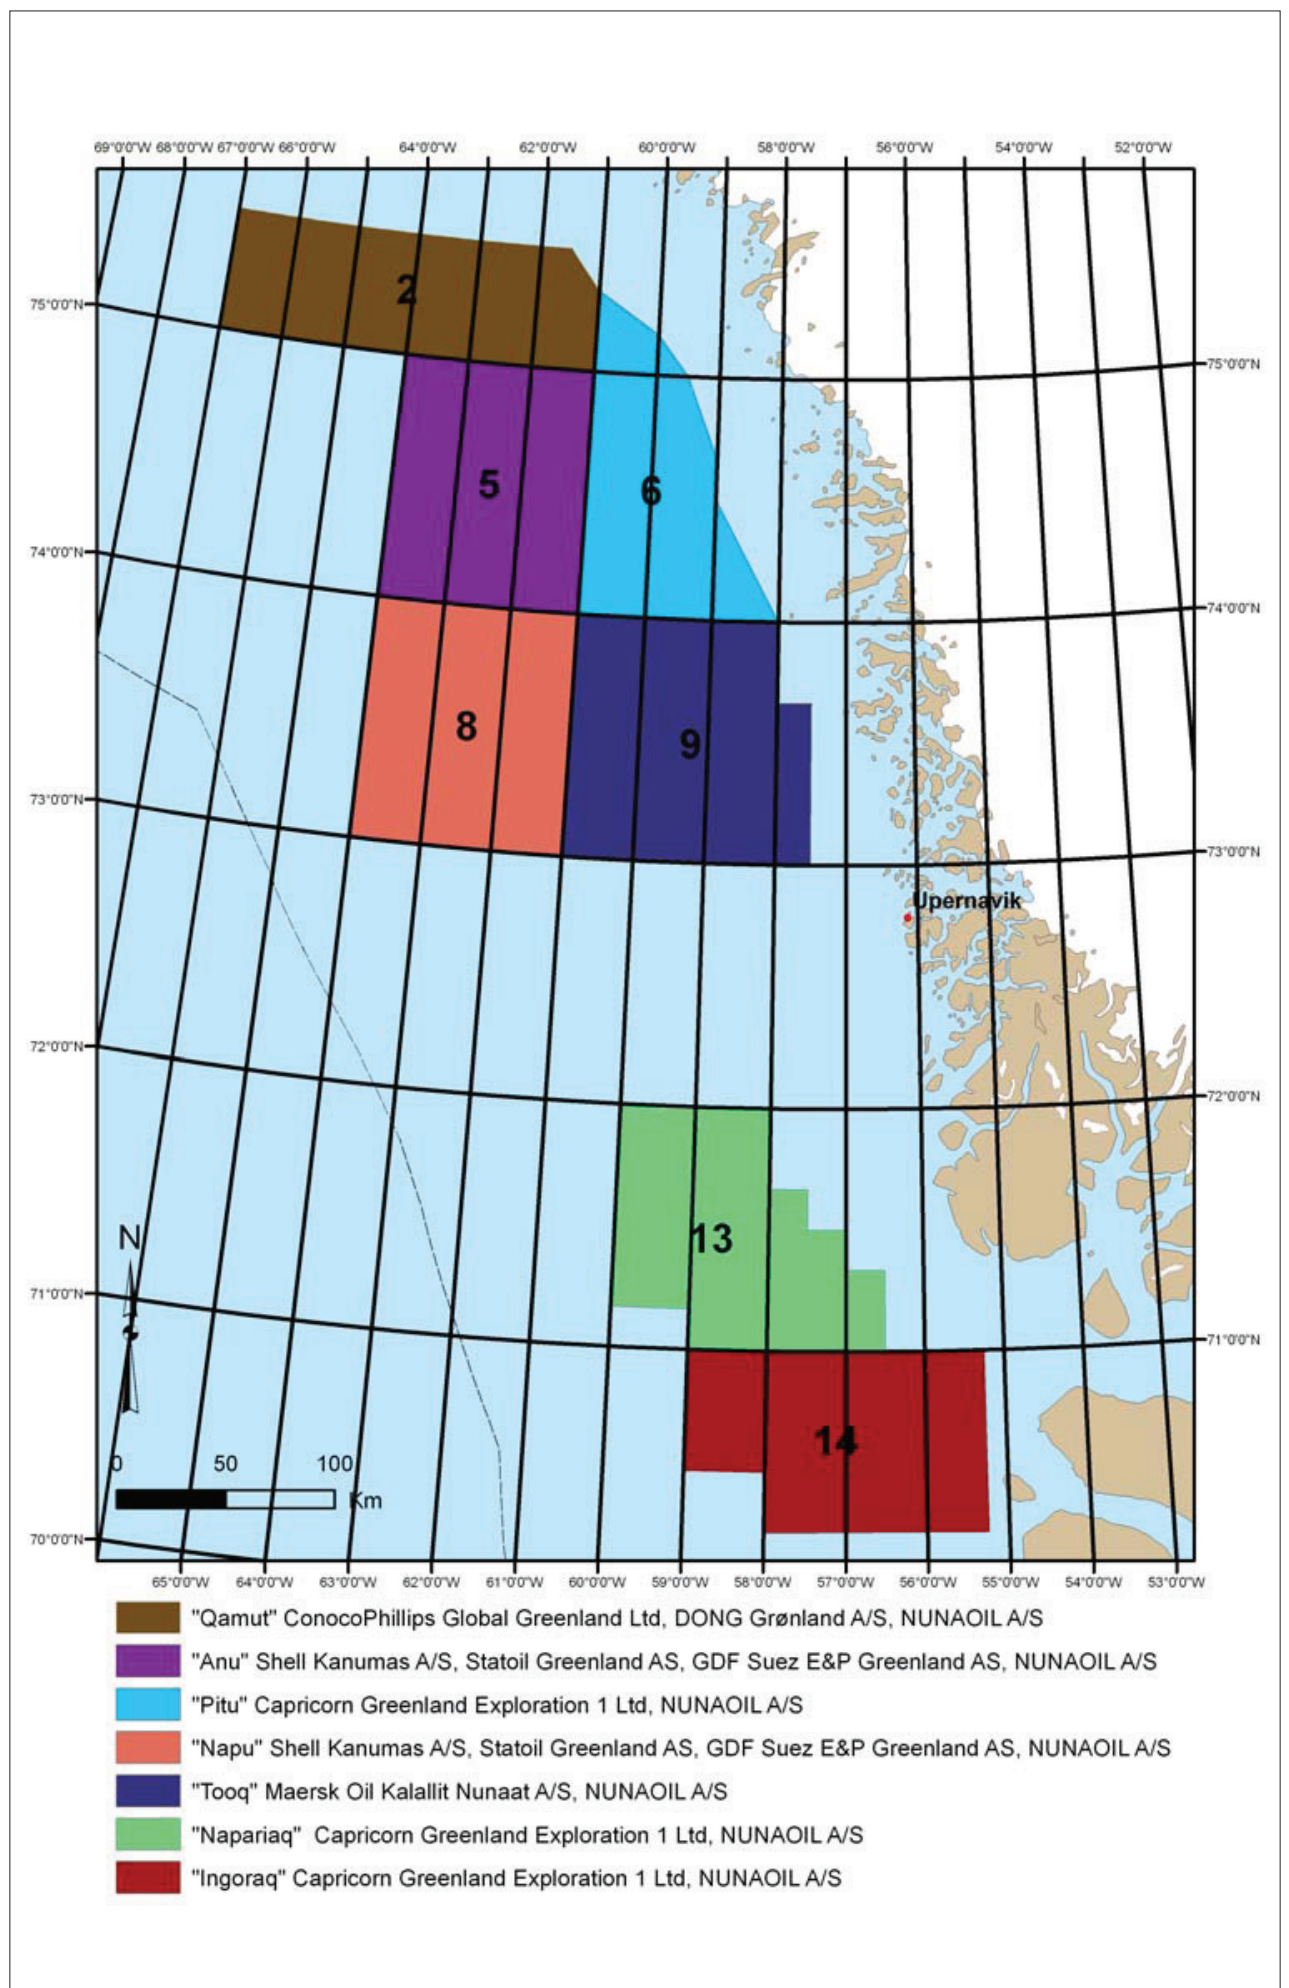 69°0'0"W 68°0'0"W 67°0'0"W 66°0'0"W 64°0'0"W 62°0'0"W 60°0'0"W 58°0'0"W 56°0'0"W 54°0'0"W 52°0'0"W
2
75°0'0"N
75°0'0"N
5
6
74°0'0"N
74°0'0"N
8
9
73°0'0"N
73°0'0"N
Upernavik
72°0'0"N
72°0'0"N
13
N
71°0'0"N
71°0'0"N
14
0 50 100
Km
70°0'0"N
65°0'0"W 64°0'0"W 63°0'0"W 62°0'0"W 61°0'0"W 60°0'0"W 59°0'0"W 58°0'0"W 57°0'0"W 56°0'0"W 55°0'0"W 54°0'0"W 53°0'0"W
"Qamut" ConocoPhillips Global Greenland Ltd, DONG Grønland A/S, NUNAOIL A/S
"Anu" Shell Kanumas A/S, Statoil Greenland AS, GDF Suez E&P Greenland AS, NUNAOIL A/S
"Pitu" Capricorn Greenland Exploration 1 Ltd, NUNAOIL A/S
"Napu" Shell Kanumas A/S, Statoil Greenland AS, GDF Suez E&P Greenland AS, NUNAOIL A/S
"Tooq" Maersk Oil Kalallit Nunaat A/S, NUNAOIL A/S
"Napariaq" Capricorn Greenland Exploration 1 Ltd, NUNAOIL A/S
"Ingoraq" Capricorn Greenland Exploration 1 Ltd, NUNAOIL A/S